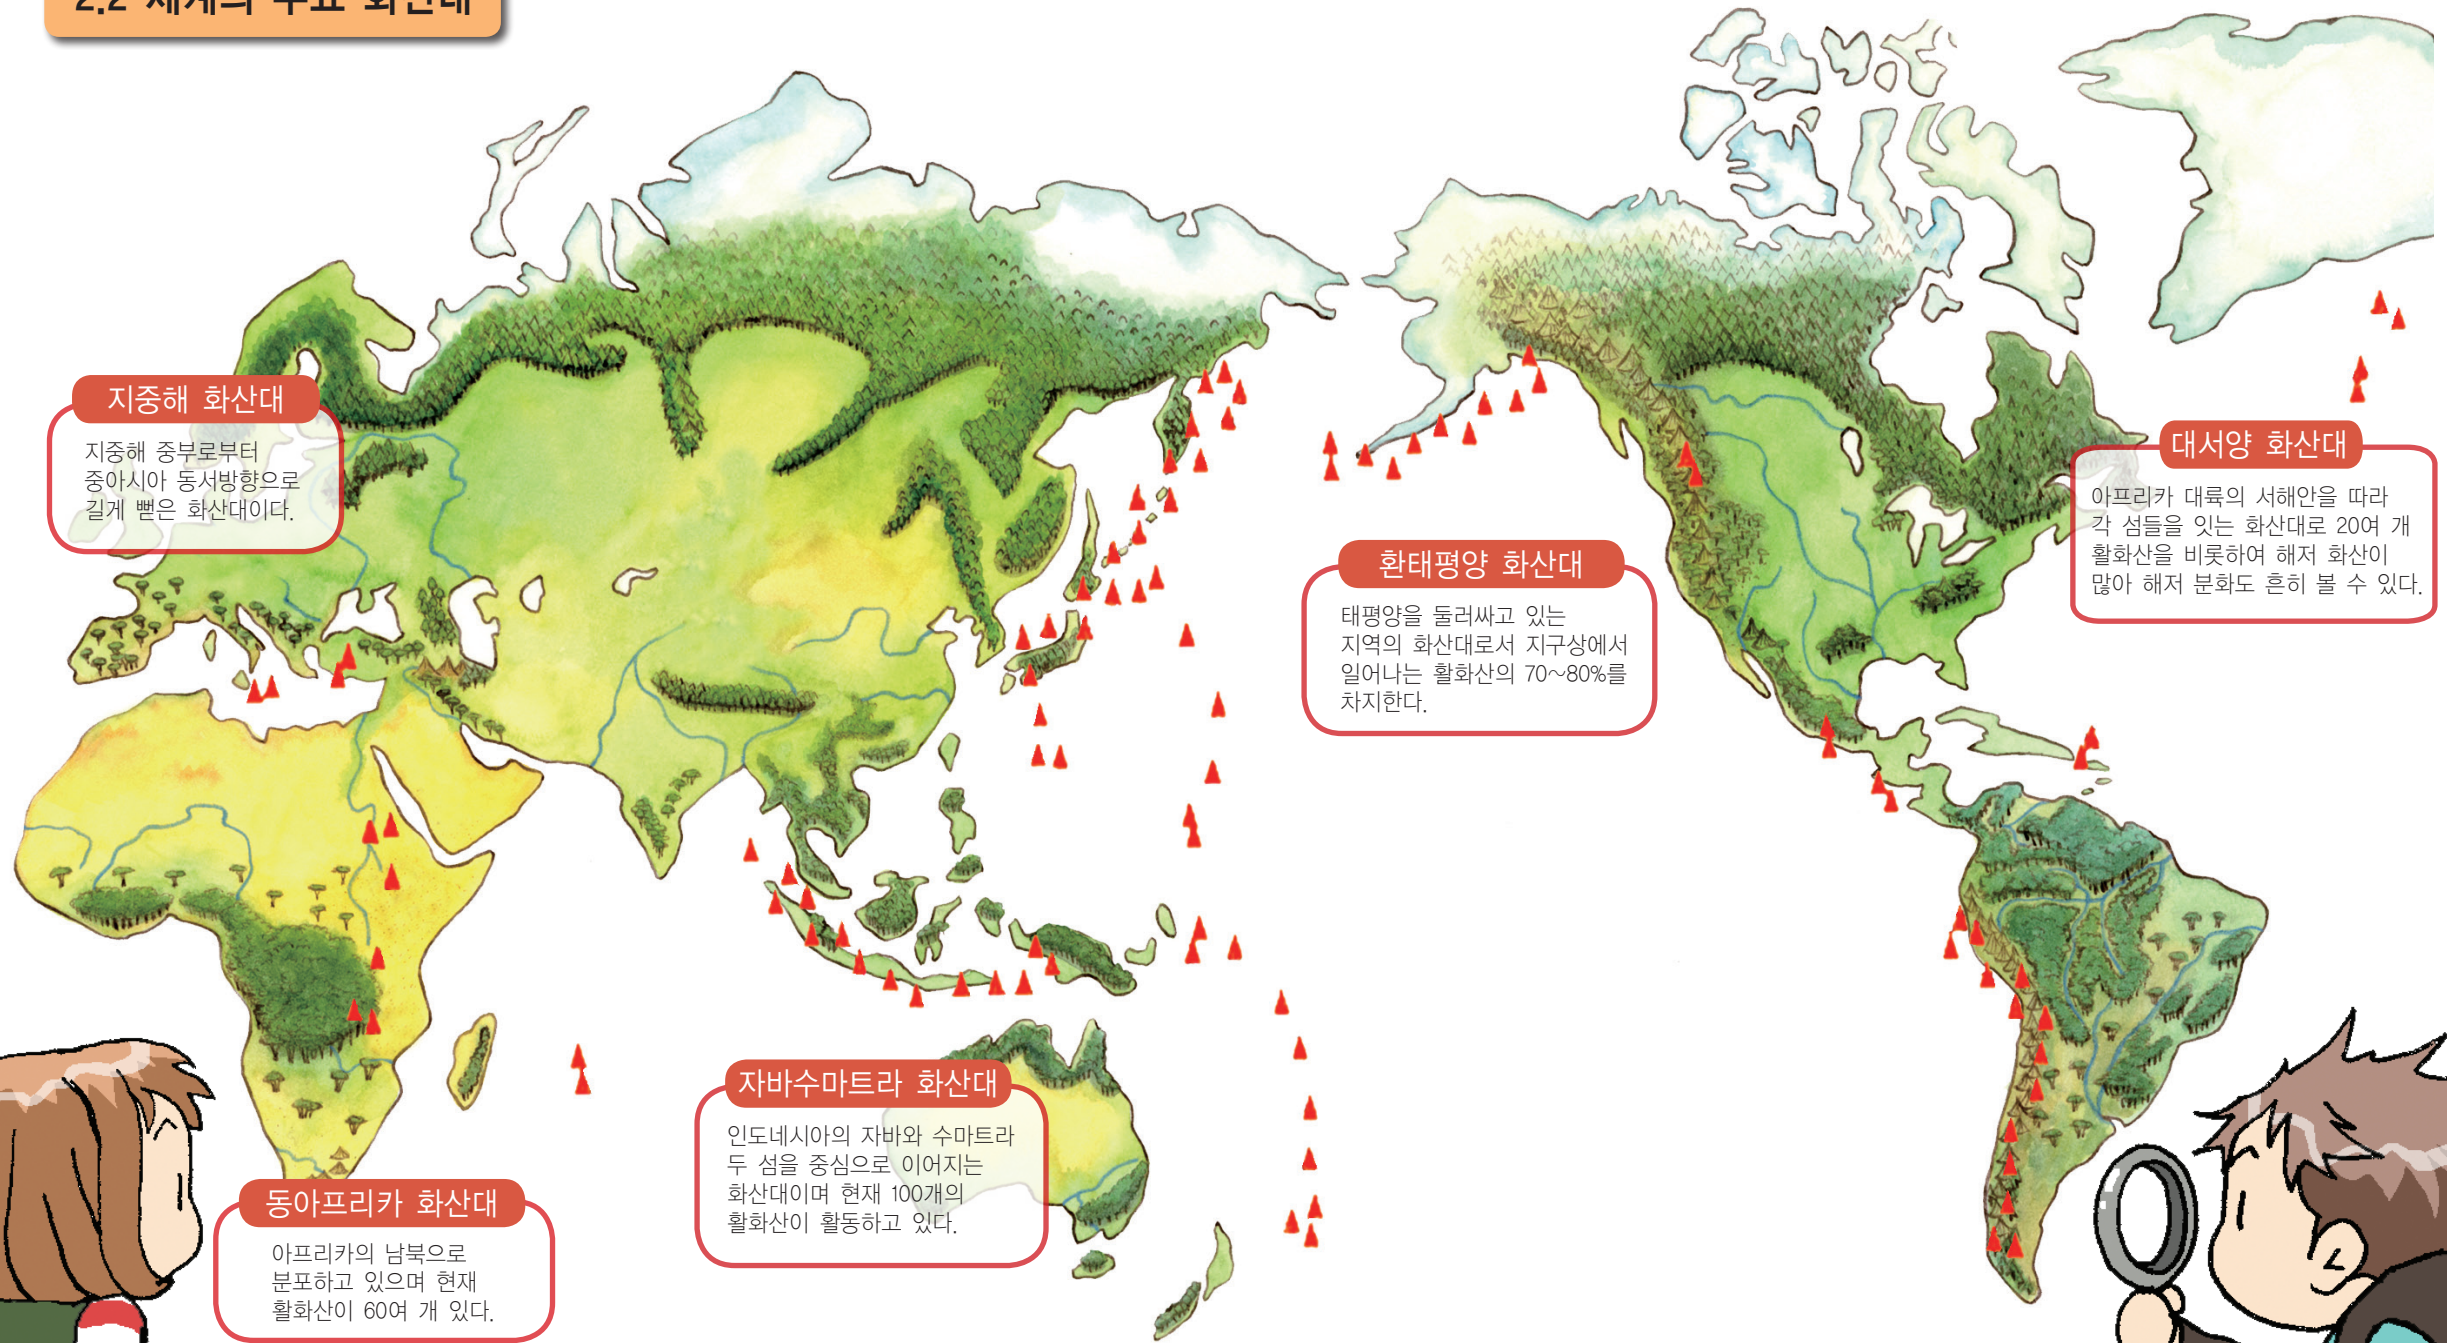 2.2 세계의 주요 화산대
지중해 화산대
지중해 중부로부터
중아시아 동서방향으로
길게 뻗은 화산대이다.
대서양 화산대
아프리카 대륙의 서해안을 따라
각 섬들을 잇는 화산대로 20여 개
활화산을 비롯하여 해저 화산이
많아 해저 분화도 흔히 볼 수 있다.
환태평양 화산대
태평양을 둘러싸고 있는
지역의 화산대로서 지구상에서
일어나는 활화산의 70~80%를
차지한다.
자바수마트라 화산대
인도네시아의 자바와 수마트라
두 섬을 중심으로 이어지는
화산대이며 현재 100개의
활화산이 활동하고 있다.
동아프리카 화산대
아프리카의 남북으로
분포하고 있으며 현재
활화산이 60여 개 있다.